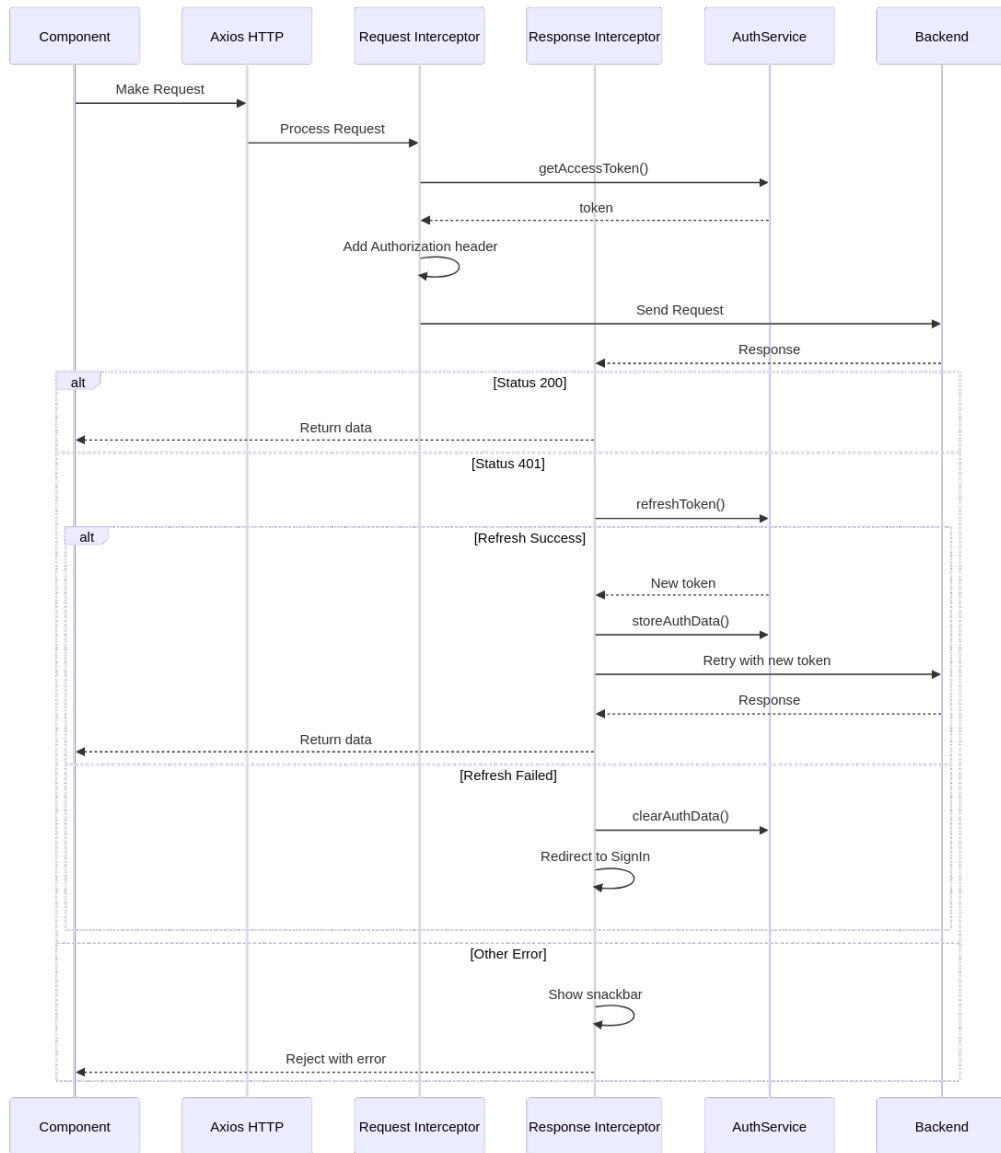 Component
Axios HTTP
Request Interceptor
Response Interceptor
AuthService
Backend
Make Request
Process Request
getAccessToken()
token
Add Authorization header
Send Request
Response
alt
[Status 200]
Return data
[Status 401]
refreshToken()
alt
[Refresh Success]
New token
storeAuthData()
Retry with new token
Response
Return data
[Refresh Failed]
clearAuthData()
Redirect to SignIn
[Other Error]
Show snackbar
Reject with error
Component
Axios HTTP
Request Interceptor
Response Interceptor
AuthService
Backend